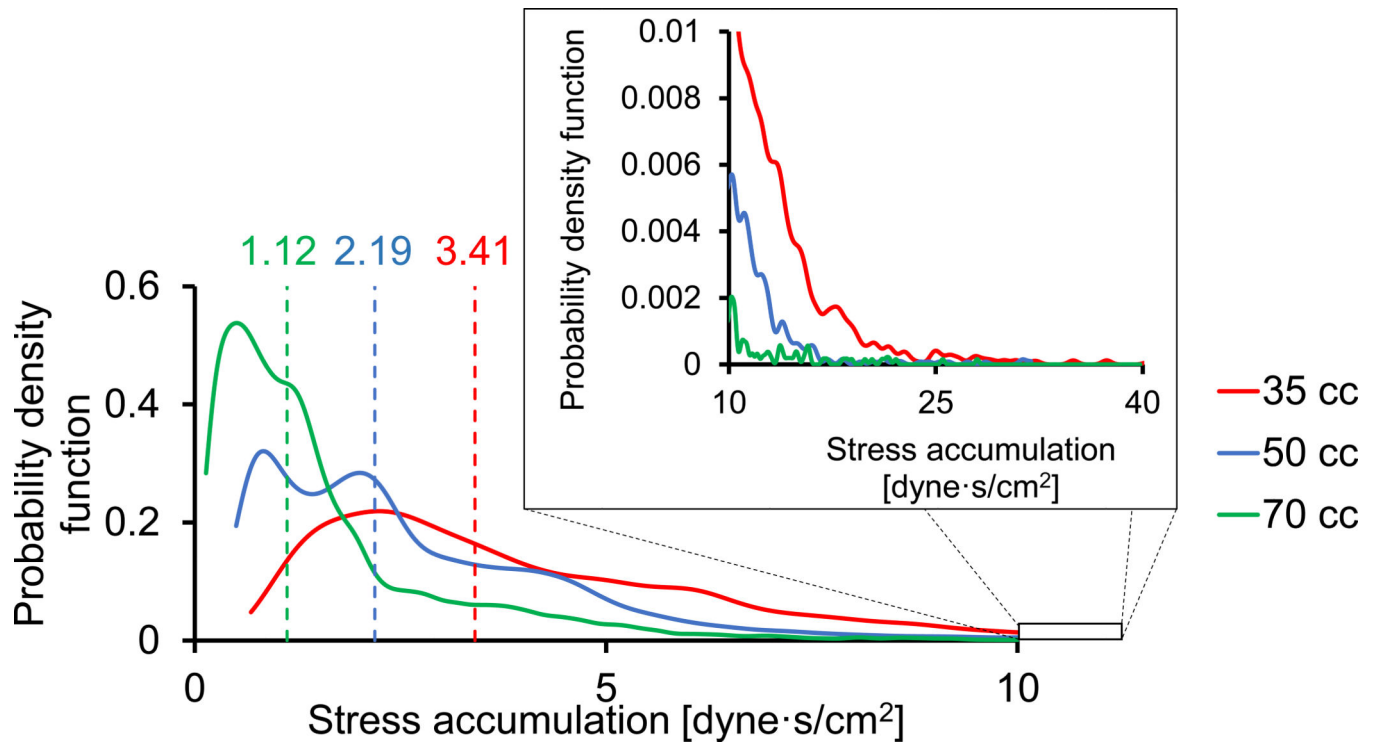 0.01
0.008
0.006
0.004
0.002
0
Probability density function
10
25
40
Stress accumulation
[dyne·s/cm²]
1.12
2.19
3.41
0.6
0.4
0.2
0
Probability density
function
0
5
10
Stress accumulation [dyne·s/cm²]
35 cc
50 cc
70 cc